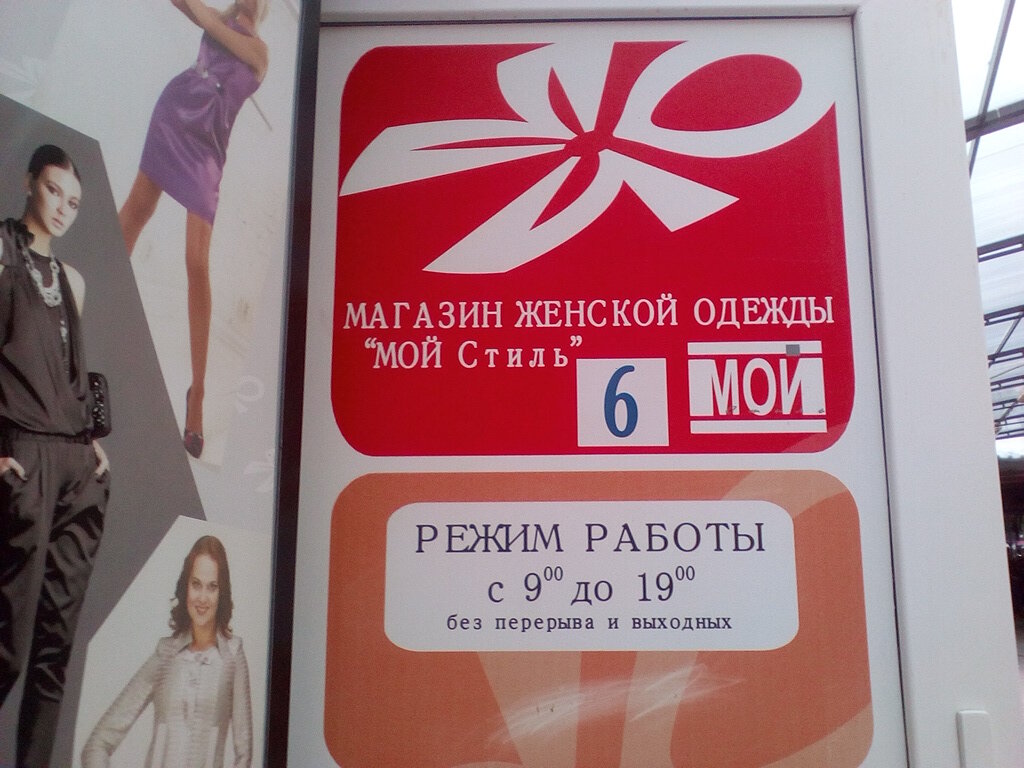 МАГАЗИН ЖЕНСКОЙ ОДЕЖДЫ
“МОЙ Стиль”
6
МОЙ
РЕЖИМ РАБОТЫ
с 9⁰⁰ до 19⁰⁰
без перерыва и выходных